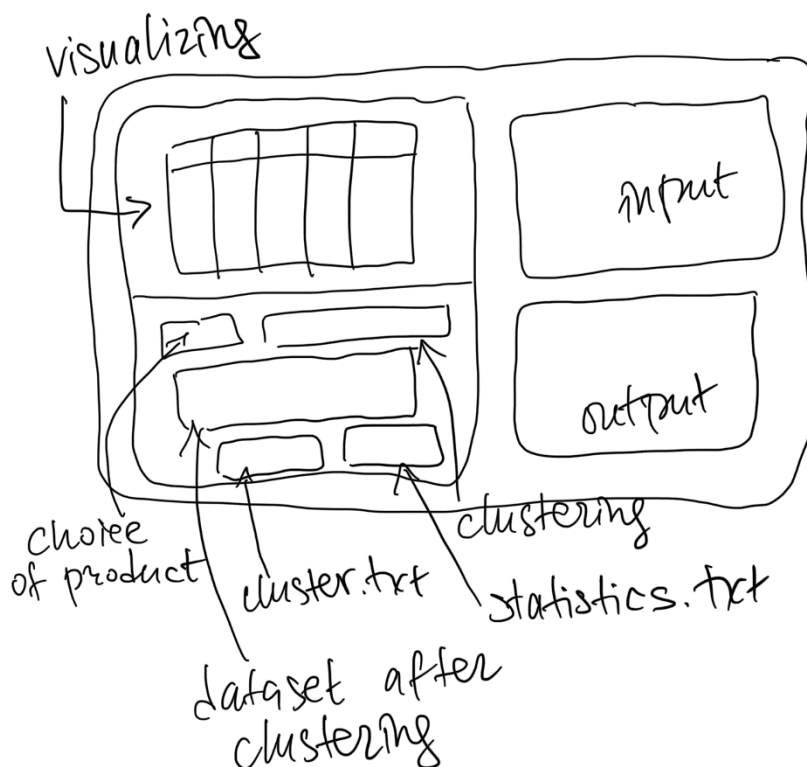 visualizing
input
output
choice
of product
cluster.txt
clustering
statistics.txt
dataset after
clustering